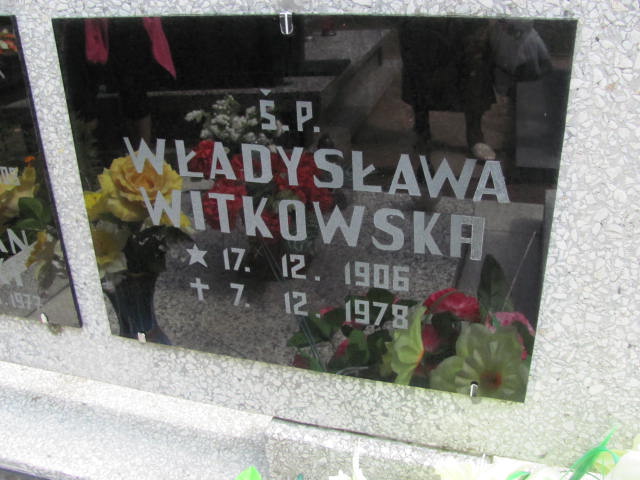 Ś.P.
WŁADYSŁAWA
WITKOWSKA
★ 17. 12. 1906
✝ 7. 12. 1978